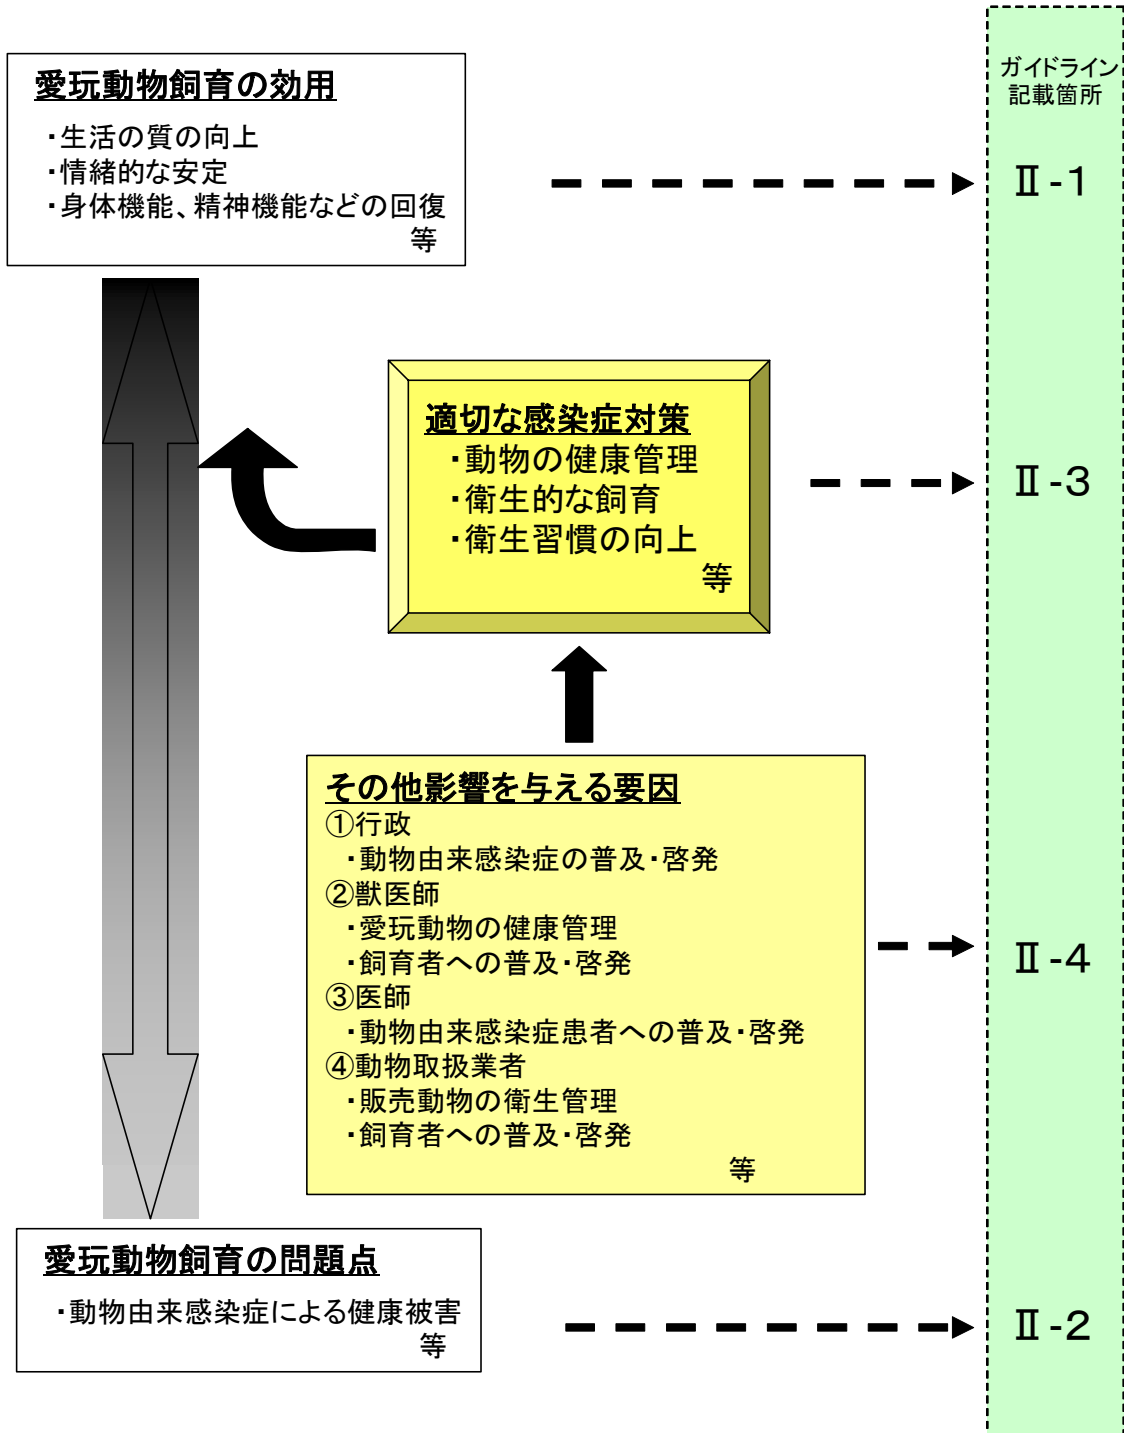 ガイドライン
記載箇所
愛玩動物飼育の効用
・生活の質の向上
・情緒的な安定
・身体機能、精神機能などの回復
等
Ⅱ-1
適切な感染症対策
・動物の健康管理
・衛生的な飼育
・衛生習慣の向上
等
Ⅱ-3
その他影響を与える要因
①行政
・動物由来感染症の普及・啓発
②獣医師
・愛玩動物の健康管理
・飼育者への普及・啓発
③医師
・動物由来感染症患者への普及・啓発
④動物取扱業者
・販売動物の衛生管理
・飼育者への普及・啓発
等
Ⅱ-4
愛玩動物飼育の問題点
・動物由来感染症による健康被害
等
Ⅱ-2